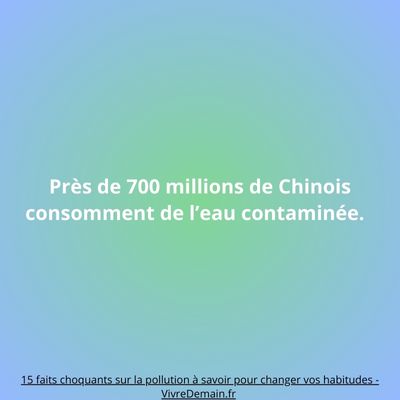 Près de 700 millions de Chinois
consomment de l’eau contaminée.
15 faits choquants sur la pollution à savoir pour changer vos habitudes -
VivreDemain.fr